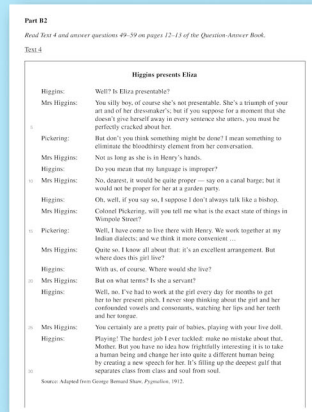 Part B2
Read Text 4 and answer questions 49–59 on pages 12–13 of the Question-Answer Book.
Text 4
Higgins presents Eliza
Higgins: Well? Is Eliza presentable?
Mrs Higgins: You silly boy, of course she's not presentable. She's a triumph of your
art and of her dressmaker's; but if you suppose for a moment that she
doesn't give herself away in every sentence she utters, you must be
5 perfectly cracked about her.
Pickering: But don't you think something might be done? I mean something to
eliminate the bloodthirsty element from her conversation.
Mrs Higgins: Not as long as she is in Henry's hands.
Higgins: Do you mean that my language is improper?
10 Mrs Higgins: No, dearest, it would be quite proper — say on a canal barge; but it
would not be proper for her at a garden party.
Higgins: Oh, well, if you say so, I suppose I don't always talk like a bishop.
Mrs Higgins: Colonel Pickering, will you tell me what is the exact state of things in
Wimpole Street?
15 Pickering: Well, I have come to live there with Henry. We work together at my
Indian dialects; and we think it more convenient …
Mrs Higgins: Quite so. I know all about that: it's an excellent arrangement. But
where does this girl live?
Higgins: With us, of course. Where would she live?
20 Mrs Higgins: But on what terms? Is she a servant?
Higgins: Well, no. I've had to work at the girl every day for months to get
her to her present pitch. I never stop thinking about the girl and her
confounded vowels and consonants, watching her lips and her teeth
and her tongue.
25 Mrs Higgins: You certainly are a pretty pair of babies, playing with your live doll.
Higgins: Playing! The hardest job I ever tackled: make no mistake about that,
Mother. But you have no idea how frightfully interesting it is to take
a human being and change her into quite a different human being
by creating a new speech for her. It's filling up the deepest gulf that
30 separates class from class and soul from soul.
Source: Adapted from George Bernard Shaw, Pygmalion, 1912.